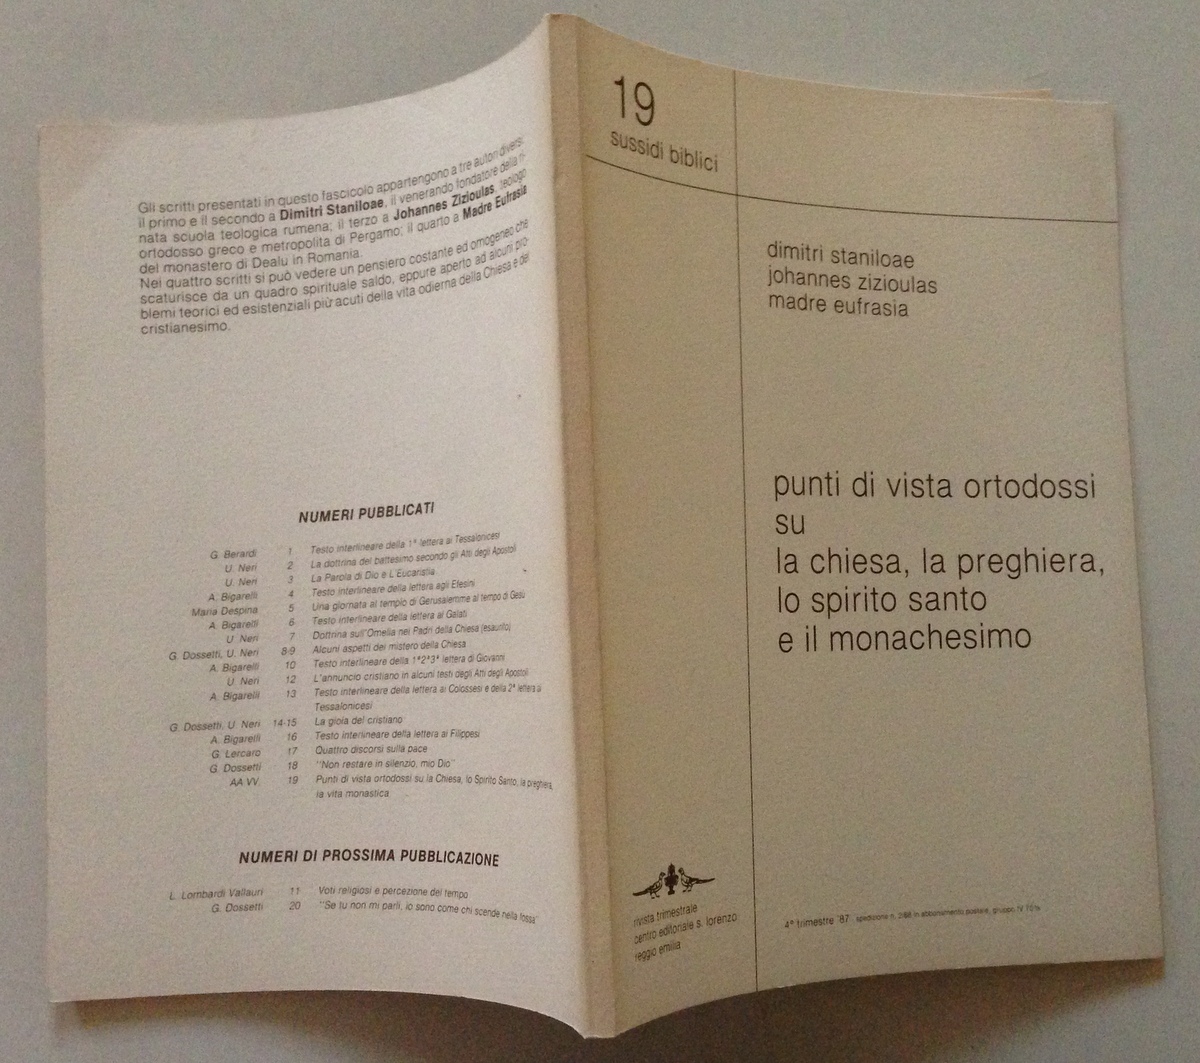 Gli scritti presentati in questo fascicolo appartengono a tre autori diversi:
il primo e il secondo a Dimitri Staniloae, il venerando fondatore della ri-
nata scuola teologica rumena; il terzo a Johannes Zizioulas, teologo
ortodosso greco e metropolita di Pergamo; il quarto a Madre Eufrasia
del monastero di Dealu in Romania.
Nei quattro scritti si può vedere un pensiero costante ed omogeneo che
scaturisce da un quadro spirituale saldo, eppure aperto ad alcuni pro-
blemi teorici ed esistenziali più acuti della vita odierna della Chiesa e del
cristianesimo.
NUMERI PUBBLICATI
G. Berardi 1 Testo interlineare della 1ª lettera ai Tessalonicesi
U. Neri 2 La dottrina del battesimo secondo gli Atti degli Apostoli
U. Neri 3 La Parola di Dio e L'Eucaristia
A. Bigarelli 4 Testo interlineare della lettera agli Efesini
Maria Despina 5 Una giornata al tempio di Gerusalemme al tempo di Gesù
A. Bigarelli 6 Testo interlineare della lettera ai Galati
U. Neri 7 Dottrina sull'Omelia nei Padri della Chiesa (esaurito)
G. Dossetti, U. Neri 8-9 Alcuni aspetti del mistero della Chiesa
A. Bigarelli 10 Testo interlineare della 1ª2ª3ª lettera di Giovanni
U. Neri 12 L'annuncio cristiano in alcuni testi degli Atti degli Apostoli
A. Bigarelli 13 Testo interlineare della lettera ai Colossesi e della 2ª lettera ai
Tessalonicesi
G. Dossetti, U. Neri 14-15 La gioia del cristiano
A. Bigarelli 16 Testo interlineare della lettera ai Filippesi
G. Lercaro 17 Quattro discorsi sulla pace
G. Dossetti 18 "Non restare in silenzio, mio Dio"
AA.VV. 19 Punti di vista ortodossi su la Chiesa, lo Spirito Santo, la preghiera,
la vita monastica
NUMERI DI PROSSIMA PUBBLICAZIONE
L. Lombardi Vallauri 11 Voti religiosi e percezione del tempo
G. Dossetti 20 "Se tu non mi parli, io sono come chi scende nella fossa"
19
sussidi biblici
dimitri staniloae
johannes zizioulas
madre eufrasia
punti di vista ortodossi
su
la chiesa, la preghiera,
lo spirito santo
e il monachesimo
rivista trimestrale
centro editoriale s. lorenzo
reggio emilia
4° trimestre '87 spedizione n. 2/88 in abbonamento postale, gruppo IV 70%